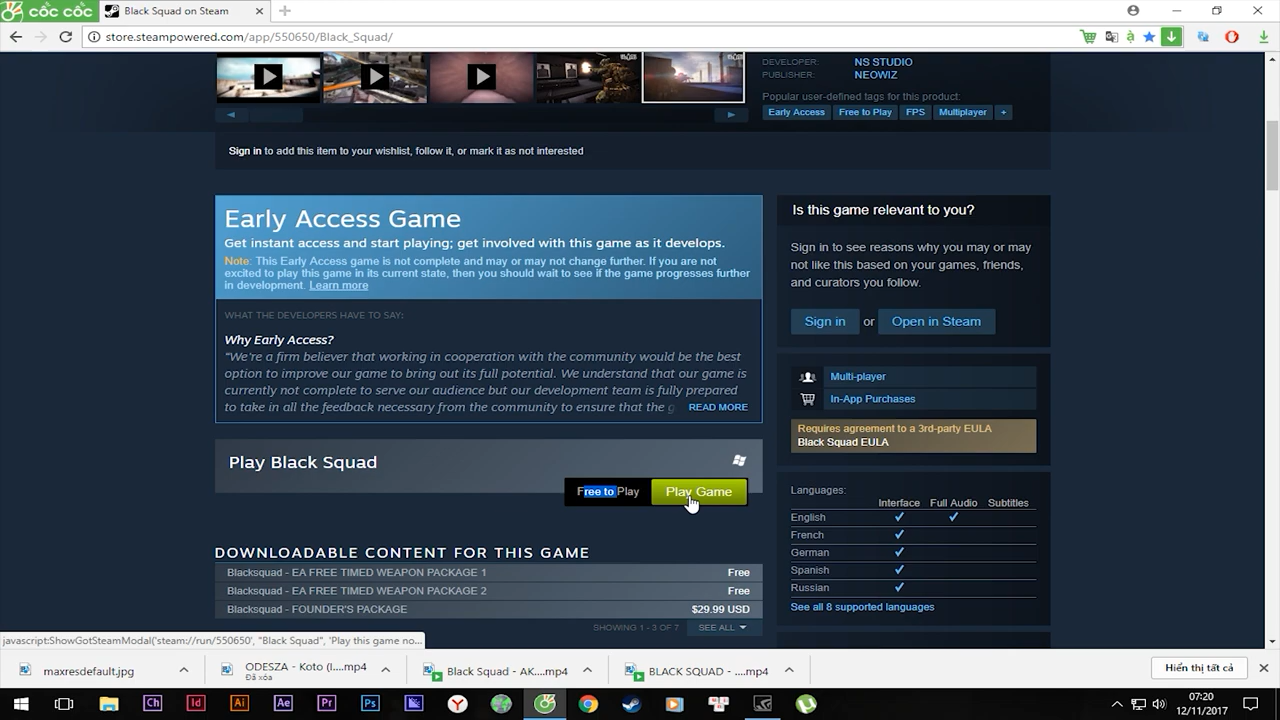 cốc cốc
Black Squad on Steam
store.steampowered.com/app/550650/Black_Squad/
DEVELOPER: NS STUDIO
PUBLISHER: NEOWIZ
Popular user-defined tags for this product:
Early Access Free to Play FPS Multiplayer +
Sign in to add this item to your wishlist, follow it, or mark it as not interested
Early Access Game
Get instant access and start playing; get involved with this game as it develops.
Note: This Early Access game is not complete and may or may not change further. If you are not
excited to play this game in its current state, then you should wait to see if the game progresses further
in development. Learn more
WHAT THE DEVELOPERS HAVE TO SAY:
Why Early Access?
“We're a firm believer that working in cooperation with the community would be the best
option to improve our game to bring out its full potential. We understand that our game is
currently not complete to serve our audience but our development team is fully prepared
to take in all the feedback necessary from the community to ensure that the g READ MORE
Play Black Squad
Free to Play Play Game
DOWNLOADABLE CONTENT FOR THIS GAME
Blacksquad - EA FREE TIMED WEAPON PACKAGE 1 Free
Blacksquad - EA FREE TIMED WEAPON PACKAGE 2 Free
Blacksquad - FOUNDER'S PACKAGE $29.99 USD
SHOWING 1 - 3 OF 7 SEE ALL
Is this game relevant to you?
Sign in to see reasons why you may or may
not like this based on your games, friends,
and curators you follow.
Sign in or Open in Steam
Multi-player
In-App Purchases
Requires agreement to a 3rd-party EULA
Black Squad EULA
Languages:
Interface Full Audio Subtitles
English ✓ ✓
French ✓
German ✓
Spanish ✓
Russian ✓
See all 8 supported languages
javascript:ShowGotSteamModal('steam://run/550650', "Black Squad", 'Play this game no...
maxresdefault.jpg
ODESZA - Koto (I....mp4
Đã xóa
Black Squad - AK....mp4
BLACK SQUAD - ....mp4
Hiển thị tất cả
Ch Id Ai Ae Pr Ps
07:20
12/11/2017